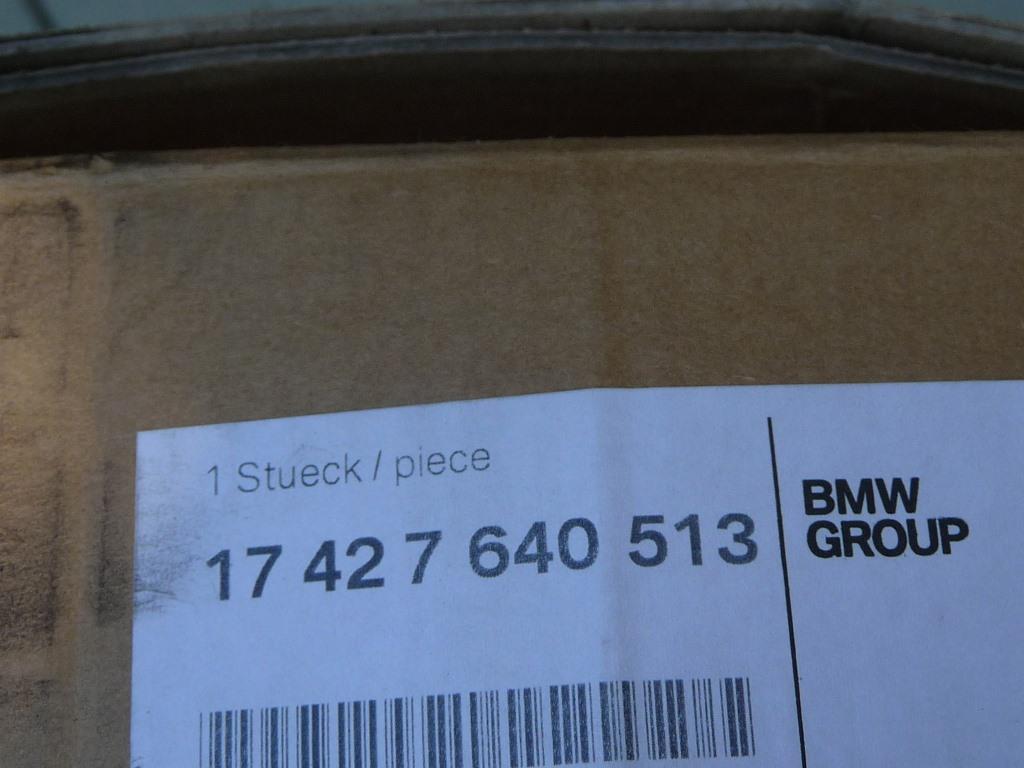 1 Stueck / piece
17 42 7 640 513
BMW
GROUP